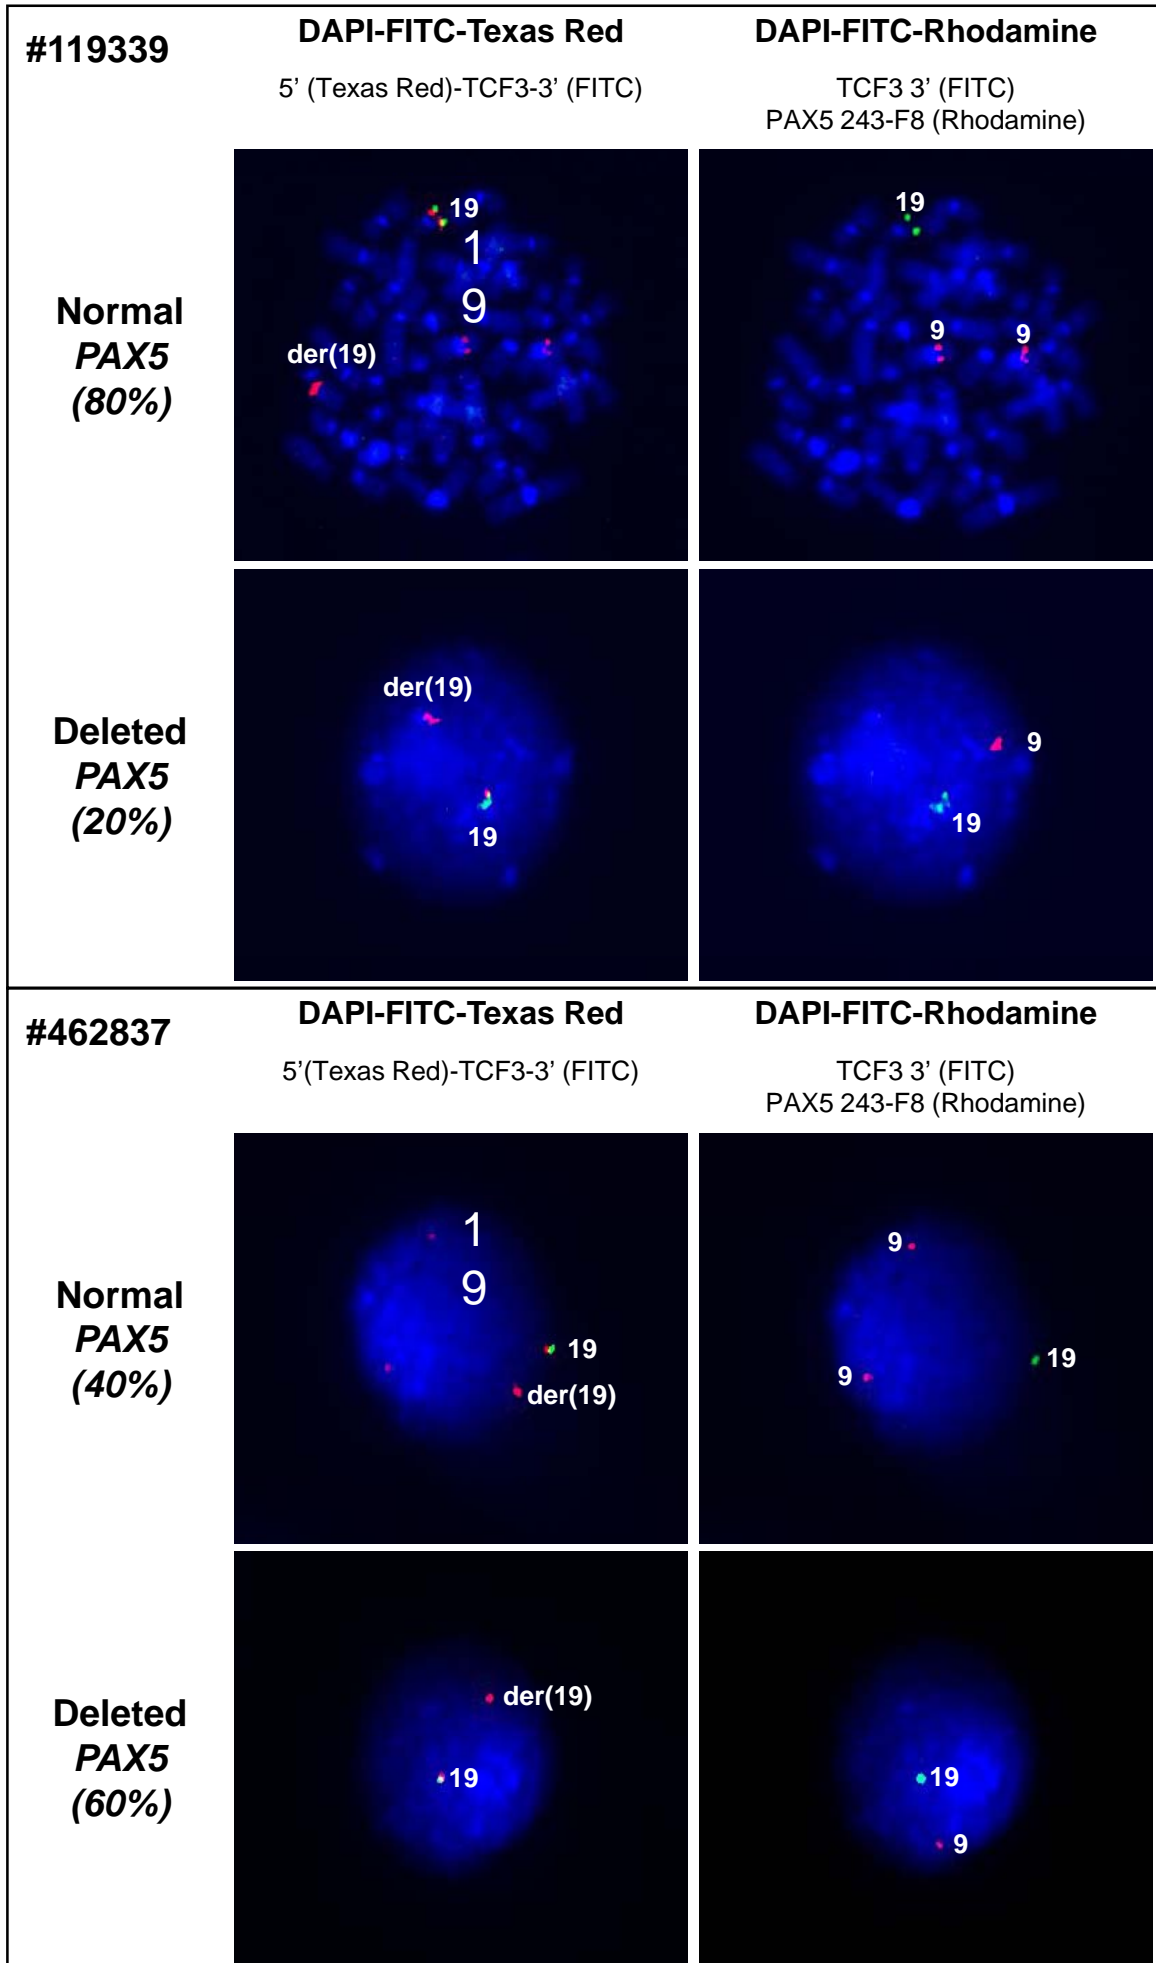 #119339
DAPI-FITC-Texas Red
DAPI-FITC-Rhodamine
5’ (Texas Red)-TCF3-3’ (FITC)
TCF3 3’ (FITC)
PAX5 243-F8 (Rhodamine)
Normal
PAX5
(80%)
19
1
9
der(19)
19
9
9
Deleted
PAX5
(20%)
der(19)
19
9
19
#462837
DAPI-FITC-Texas Red
DAPI-FITC-Rhodamine
5’(Texas Red)-TCF3-3’ (FITC)
TCF3 3’ (FITC)
PAX5 243-F8 (Rhodamine)
Normal
PAX5
(40%)
1
9
19
der(19)
9
19
9
Deleted
PAX5
(60%)
der(19)
19
19
9